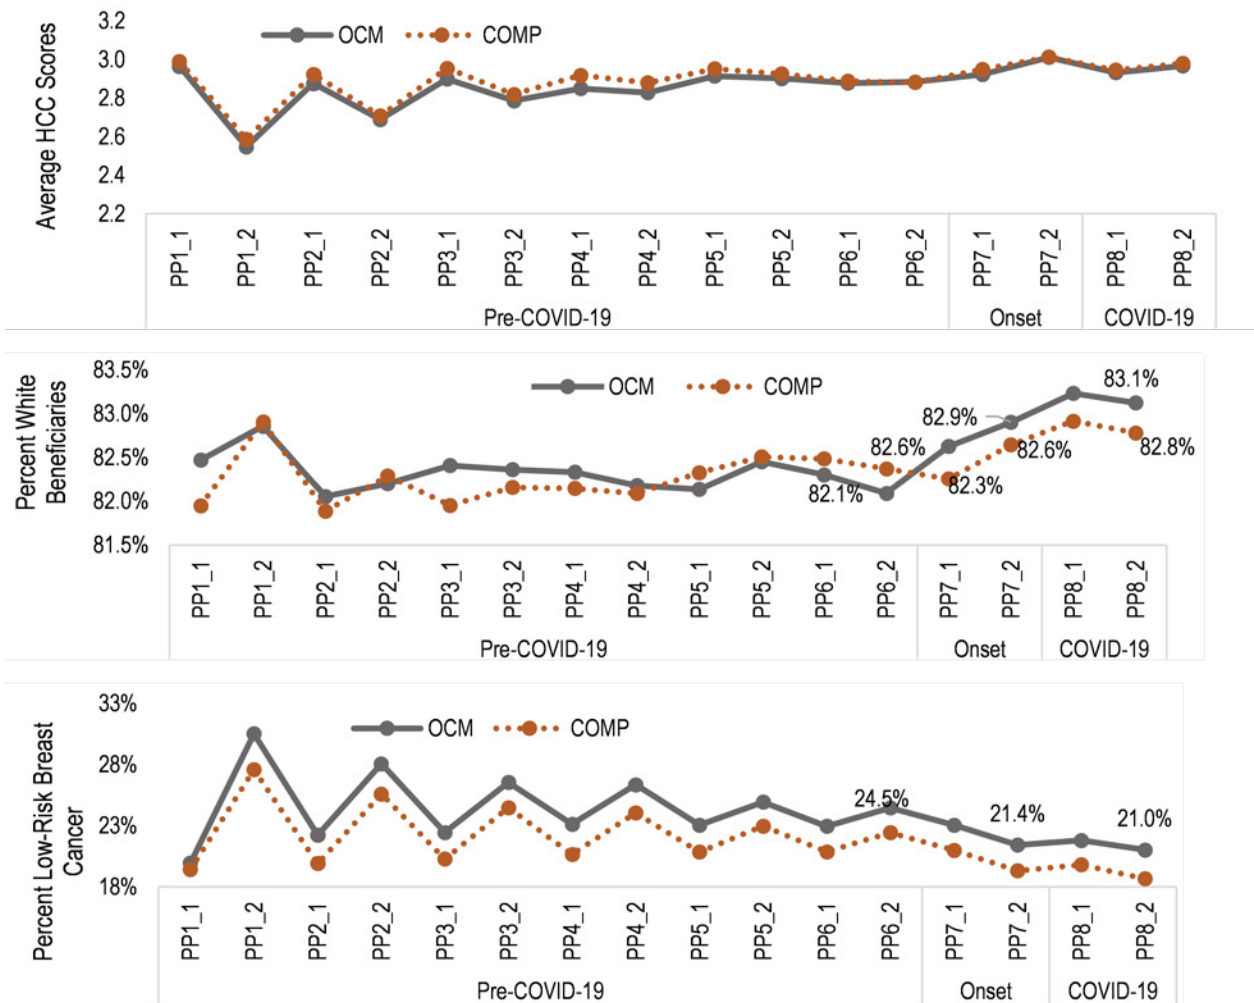 Average HCC Scores
3.2
3.0
2.8
2.6
2.4
2.2
OCM COMP
PP1_1 PP1_2 PP2_1 PP2_2 PP3_1 PP3_2 PP4_1 PP4_2 PP5_1 PP5_2 PP6_1 PP6_2 PP7_1 PP7_2 PP8_1 PP8_2
Pre-COVID-19 Onset COVID-19
Percent White
Beneficiaries
83.5%
83.0%
82.5%
82.0%
81.5%
OCM COMP
82.1%
82.6%
82.9%
82.3%
82.6%
83.1%
82.8%
PP1_1 PP1_2 PP2_1 PP2_2 PP3_1 PP3_2 PP4_1 PP4_2 PP5_1 PP5_2 PP6_1 PP6_2 PP7_1 PP7_2 PP8_1 PP8_2
Pre-COVID-19 Onset COVID-19
Percent Low-Risk Breast
Cancer
33%
28%
23%
18%
OCM COMP
24.5%
21.4%
21.0%
PP1_1 PP1_2 PP2_1 PP2_2 PP3_1 PP3_2 PP4_1 PP4_2 PP5_1 PP5_2 PP6_1 PP6_2 PP7_1 PP7_2 PP8_1 PP8_2
Pre-COVID-19 Onset COVID-19